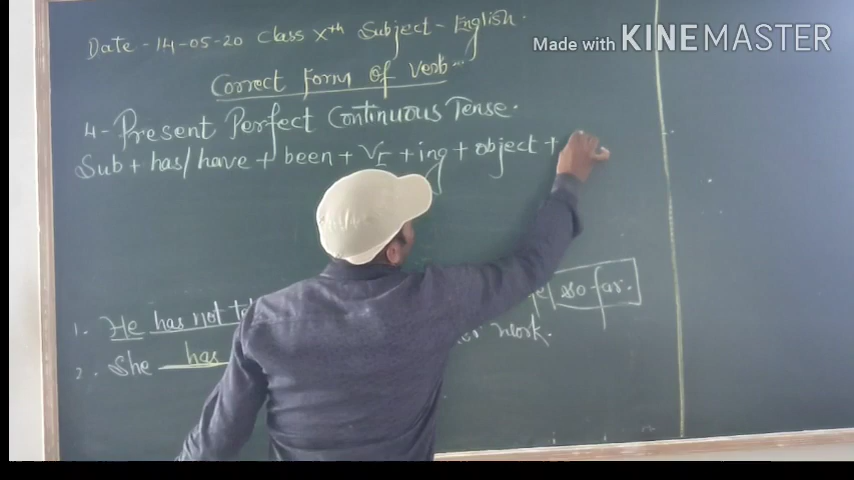 Date - 14-05-20 Class Xth Subject - English.
Made with KINEMASTER
Correct Form of Verb
4- Present Perfect Continuous Tense.
Sub + has/have + been + VI + ing + object +
1. He has not so far.
2. She has work.